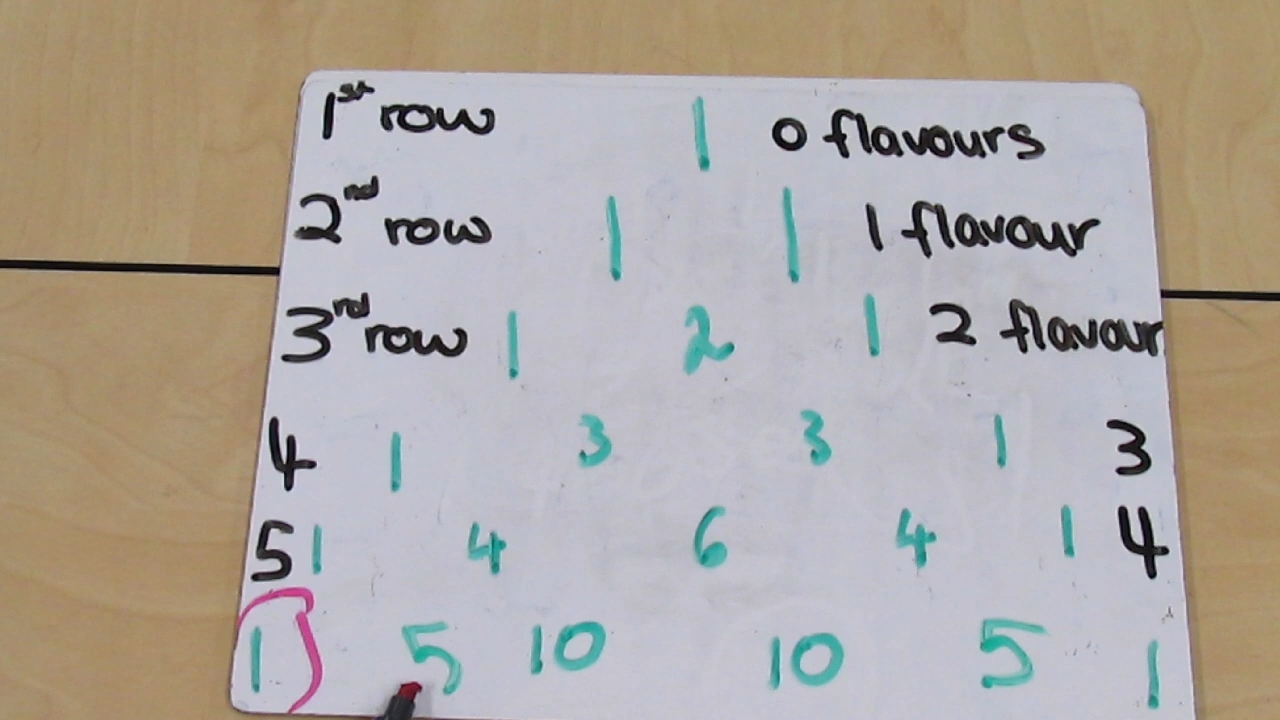 1st row 1 0 flavours
2nd row 1 1 1 flavour
3rd row 1 2 1 2 flavour
4 1 3 3 1 3
5 1 4 6 4 1 4
1 5 10 10 5 1